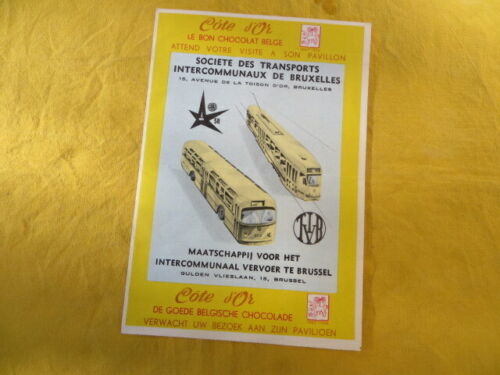 Côte d'Or
LE BON CHOCOLAT BELGE
ATTEND VOTRE VISITE A SON PAVILLON
SOCIETE DES TRANSPORTS
INTERCOMMUNAUX DE BRUXELLES
15, AVENUE DE LA TOISON D'OR, BRUXELLES
58
MAATSCHAPPIJ VOOR HET
INTERCOMMUNAAL VERVOER TE BRUSSEL
GULDEN VLIESLAAN, 15, BRUSSEL
Côte d'Or
DE GOEDE BELGISCHE CHOCOLADE
VERWACHT UW BEZOEK AAN ZIJN PAVILJOEN